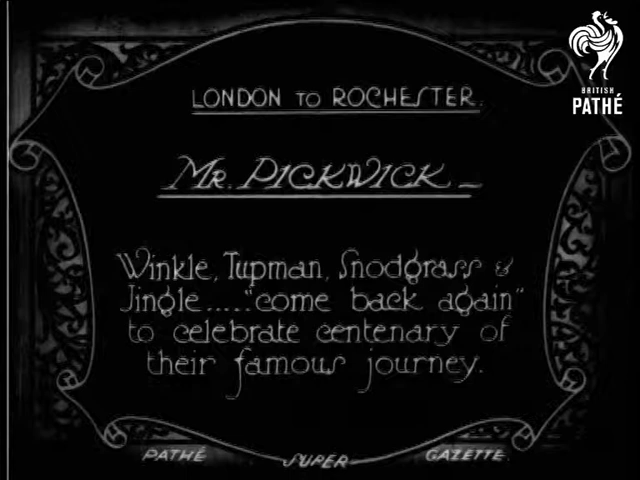 BRITISH
PATHÉ
LONDON TO ROCHESTER.
MR. PICKWICK —
Winkle, Tupman, Snodgrass &
Jingle....."come back again"
to celebrate centenary of
their famous journey.
PATHÉ SUPER GAZETTE.